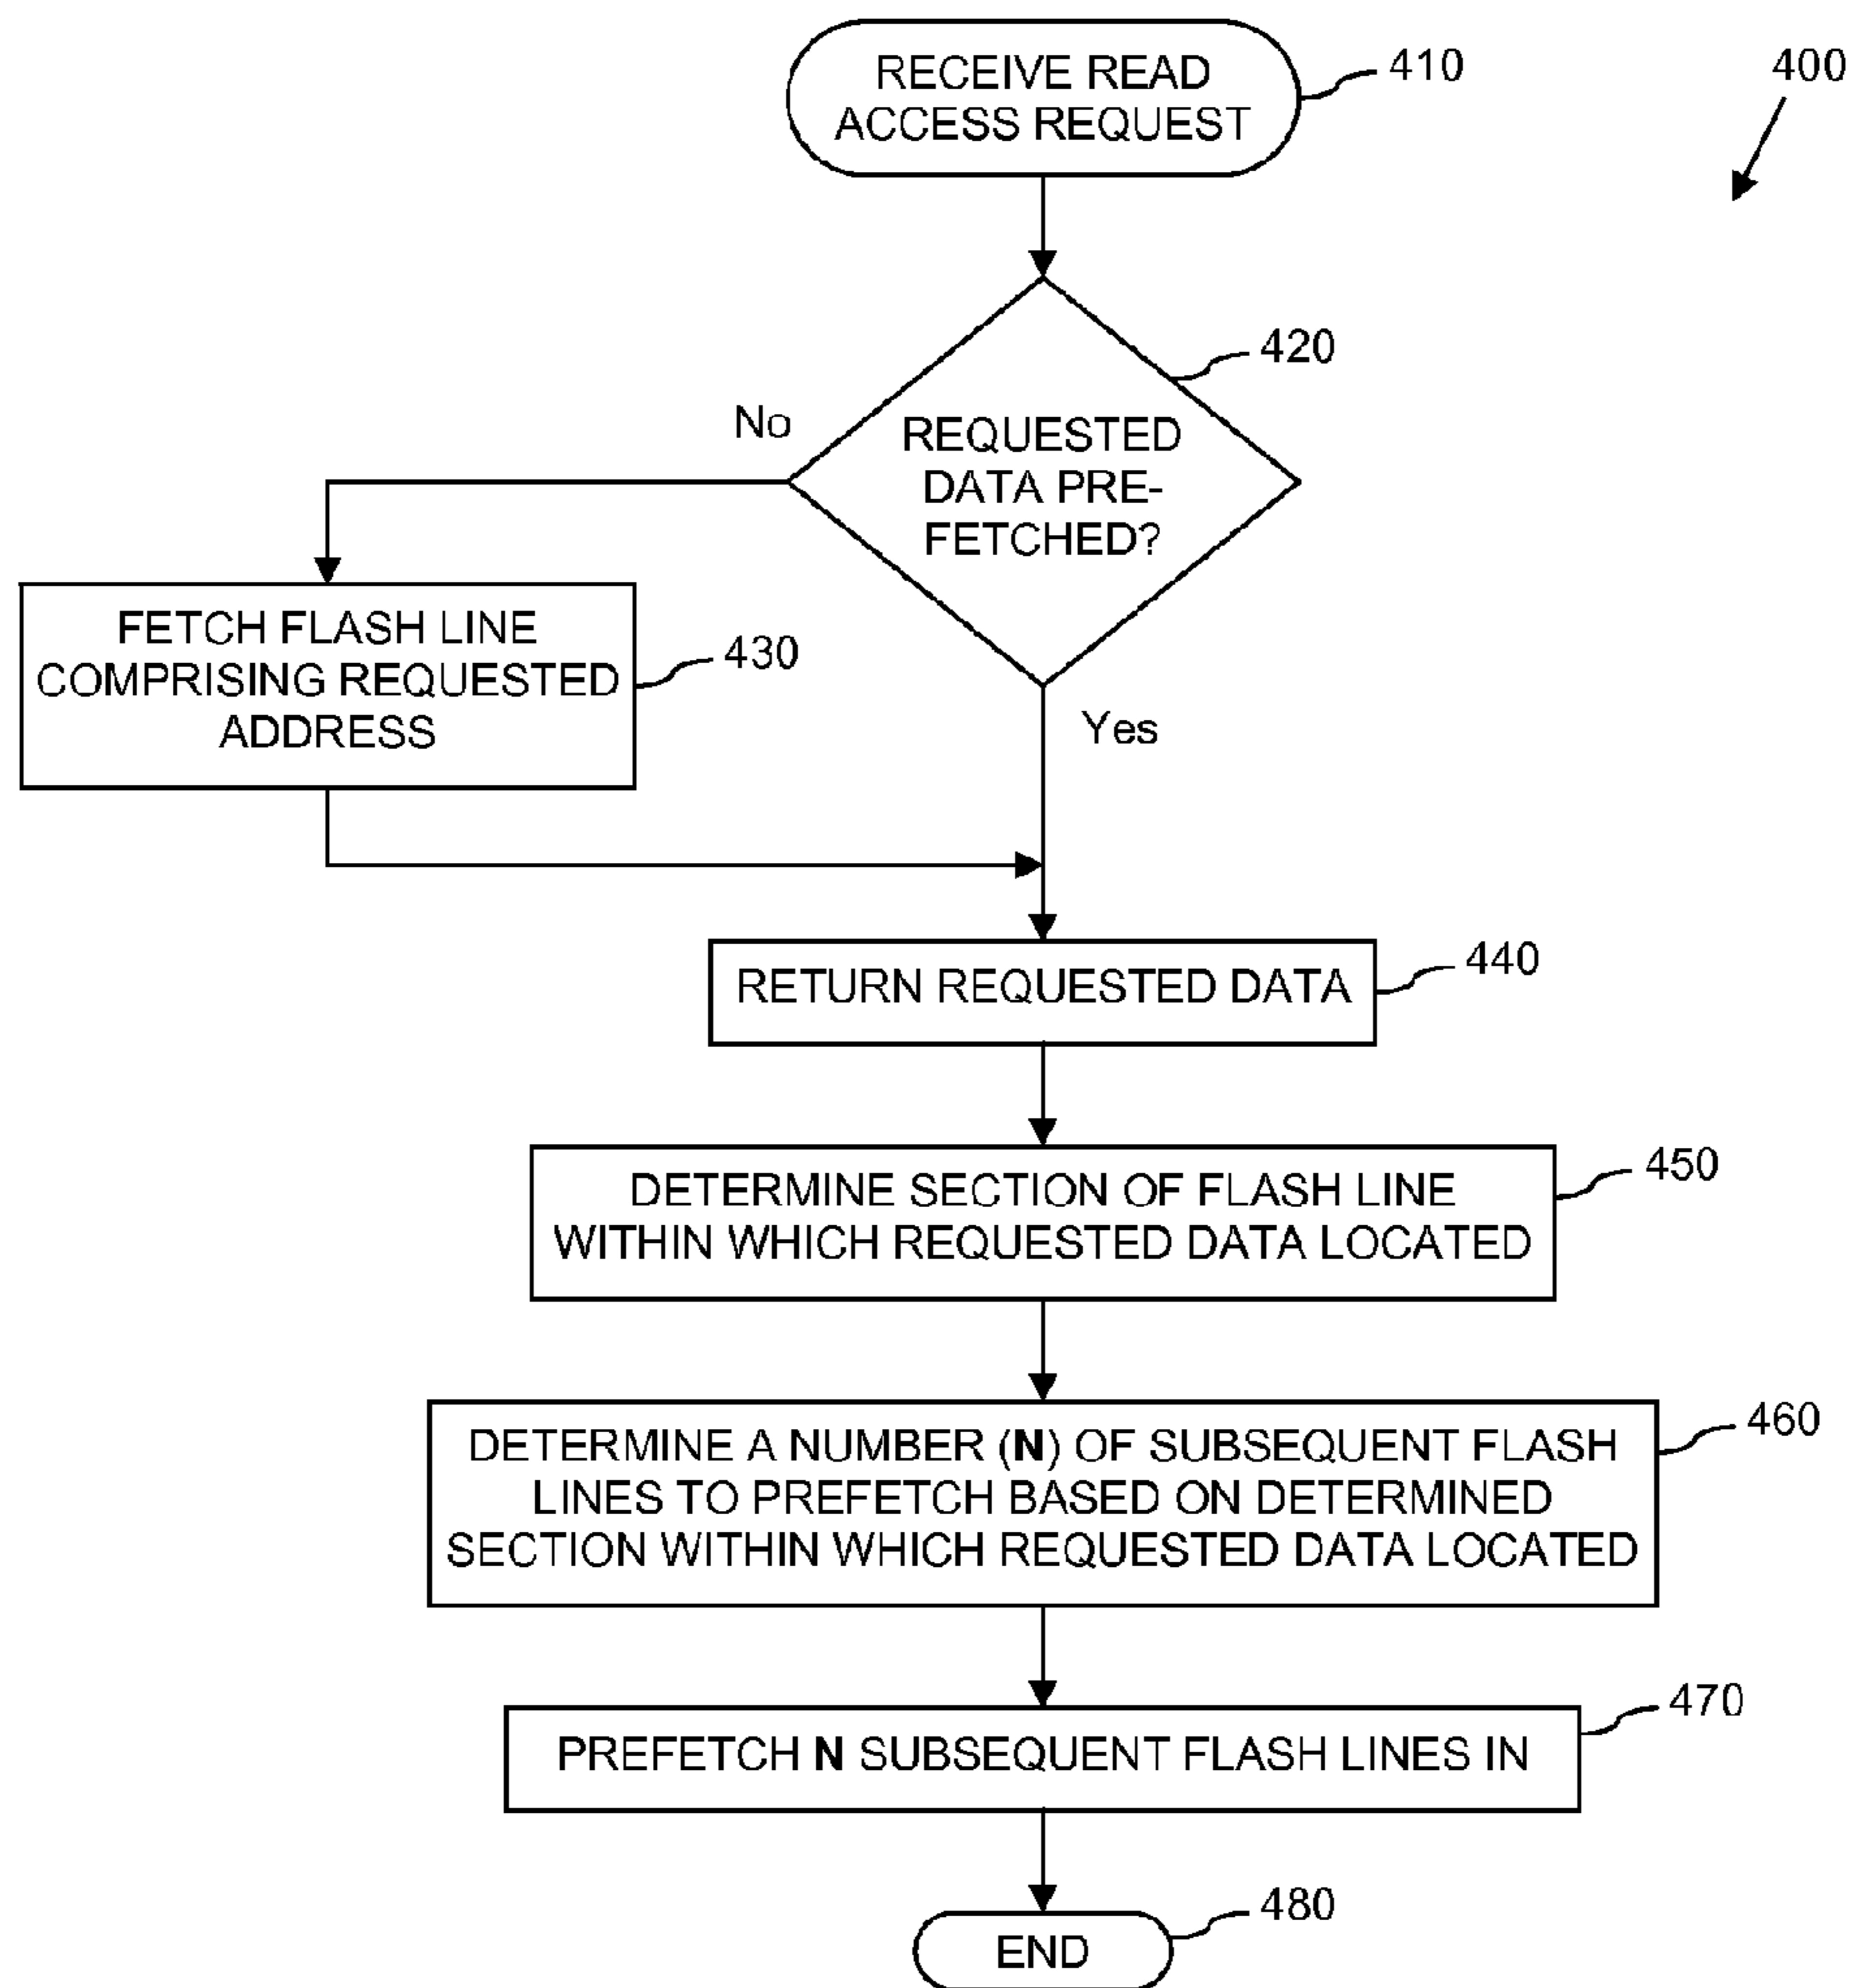 RECEIVE READ
ACCESS REQUEST
410
400
420
No
REQUESTED
DATA PRE-
FETCHED?
FETCH FLASH LINE
COMPRISING REQUESTED
ADDRESS
430
Yes
RETURN REQUESTED DATA
440
DETERMINE SECTION OF FLASH LINE
WITHIN WHICH REQUESTED DATA LOCATED
450
DETERMINE A NUMBER (N) OF SUBSEQUENT FLASH
LINES TO PREFETCH BASED ON DETERMINED
SECTION WITHIN WHICH REQUESTED DATA LOCATED
460
PREFETCH N SUBSEQUENT FLASH LINES IN
470
END
480